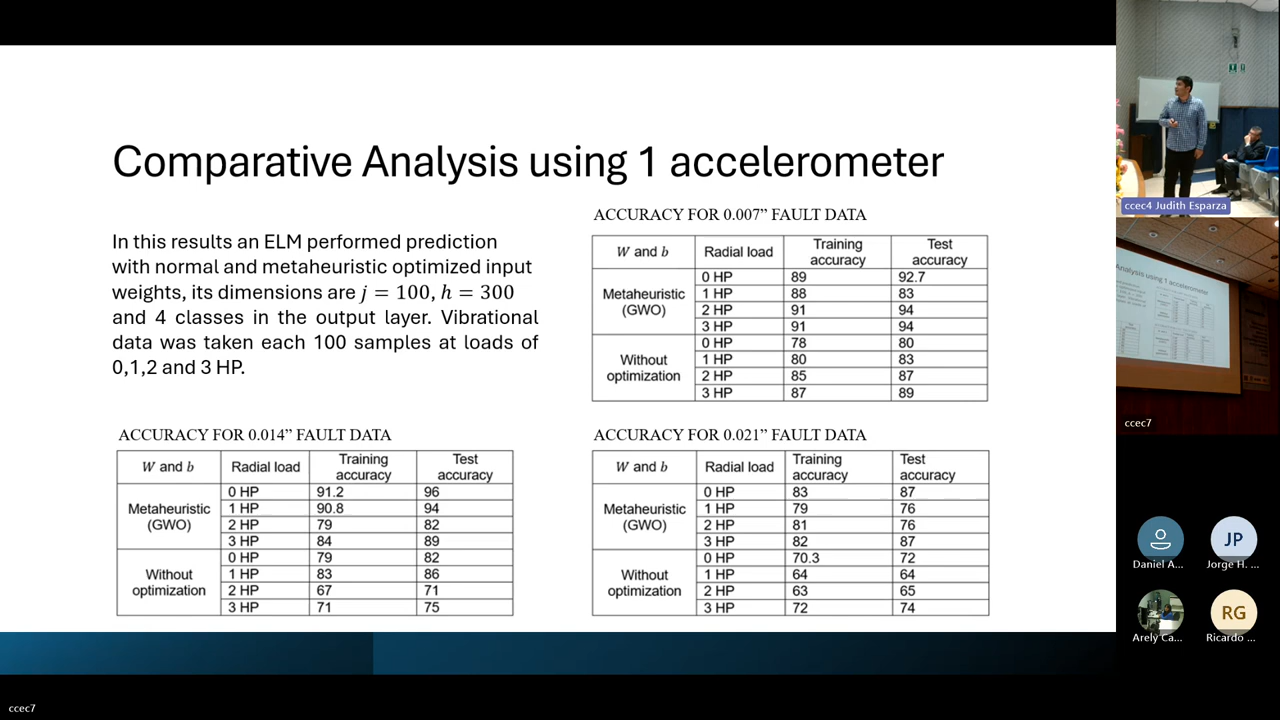 Comparative Analysis using 1 accelerometer
In this results an ELM performed prediction
with normal and metaheuristic optimized input
weights, its dimensions are j = 100, h = 300
and 4 classes in the output layer. Vibrational
data was taken each 100 samples at loads of
0,1,2 and 3 HP.
ACCURACY FOR 0.007” FAULT DATA
W and b Radial load Training accuracy Test accuracy
Metaheuristic (GWO) 0 HP 89 92.7
1 HP 88 83
2 HP 91 94
3 HP 91 94
Without optimization 0 HP 78 80
1 HP 80 83
2 HP 85 87
3 HP 87 89
ACCURACY FOR 0.014” FAULT DATA
W and b Radial load Training accuracy Test accuracy
Metaheuristic (GWO) 0 HP 91.2 96
1 HP 90.8 94
2 HP 79 82
3 HP 84 89
Without optimization 0 HP 79 82
1 HP 83 86
2 HP 67 71
3 HP 71 75
ACCURACY FOR 0.021” FAULT DATA
W and b Radial load Training accuracy Test accuracy
Metaheuristic (GWO) 0 HP 83 87
1 HP 79 76
2 HP 81 76
3 HP 82 87
Without optimization 0 HP 70.3 72
1 HP 64 64
2 HP 63 65
3 HP 72 74
ccec4 Judith Esparza
Analysis using 1 accelerometer
ccec7
JP
Daniel A...
Jorge H. ...
RG
Arely Ca...
Ricardo ...
ccec7